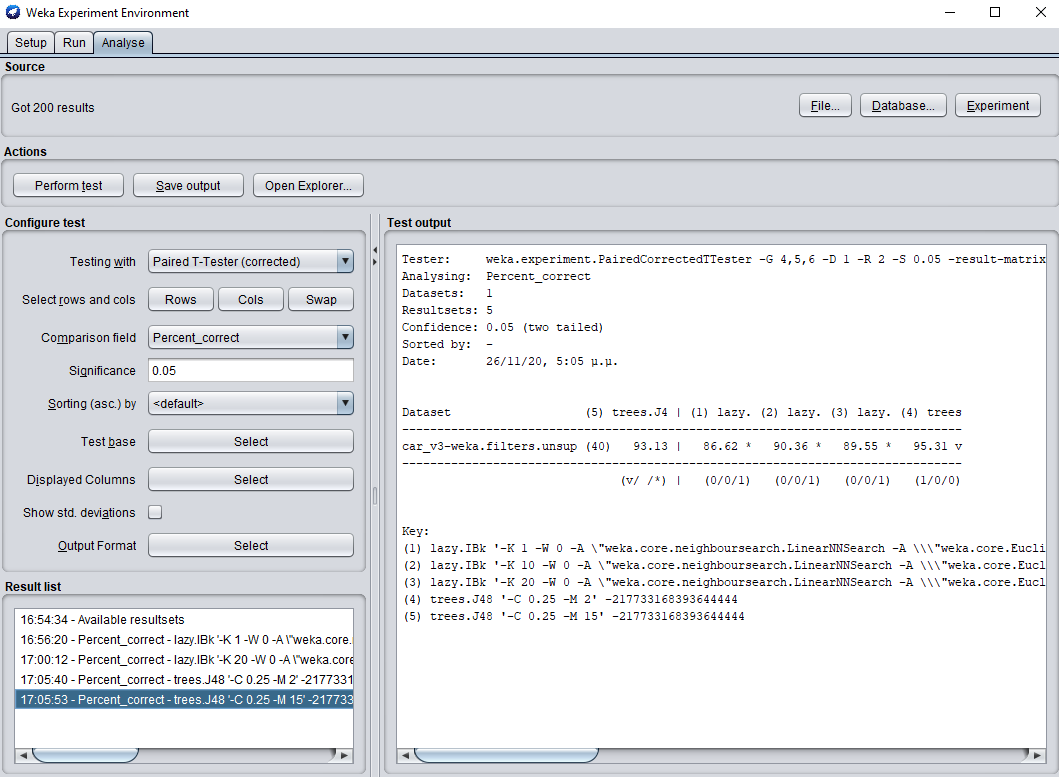 Weka Experiment Environment
Setup Run Analyse
Source
Got 200 results
File... Database... Experiment
Actions
Perform test Save output Open Explorer...
Configure test
Testing with Paired T-Tester (corrected)
Select rows and cols Rows Cols Swap
Comparison field Percent_correct
Significance 0.05
Sorting (asc.) by <default>
Test base Select
Displayed Columns Select
Show std. deviations
Output Format Select
Result list
16:54:34 - Available resultsets
16:56:20 - Percent_correct - lazy.IBk '-K 1 -W 0 -A \"weka.core.
17:00:12 - Percent_correct - lazy.IBk '-K 20 -W 0 -A \"weka.core
17:05:40 - Percent_correct - trees.J48 '-C 0.25 -M 2' -2177331
17:05:53 - Percent_correct - trees.J48 '-C 0.25 -M 15' -217733
Test output
Tester: weka.experiment.PairedCorrectedTTester -G 4,5,6 -D 1 -R 2 -S 0.05 -result-matrix
Analysing: Percent_correct
Datasets: 1
Resultsets: 5
Confidence: 0.05 (two tailed)
Sorted by: -
Date: 26/11/20, 5:05 μ.μ.
Dataset (5) trees.J4 | (1) lazy. (2) lazy. (3) lazy. (4) trees
--------------------------------------------------------------------------------
car_v3-weka.filters.unsup (40) 93.13 | 86.62 * 90.36 * 89.55 * 95.31 v
--------------------------------------------------------------------------------
(v/ /*) | (0/0/1) (0/0/1) (0/0/1) (1/0/0)
Key:
(1) lazy.IBk '-K 1 -W 0 -A \"weka.core.neighboursearch.LinearNNSearch -A \\\"weka.core.Eucli
(2) lazy.IBk '-K 10 -W 0 -A \"weka.core.neighboursearch.LinearNNSearch -A \\\"weka.core.Eucl
(3) lazy.IBk '-K 20 -W 0 -A \"weka.core.neighboursearch.LinearNNSearch -A \\\"weka.core.Eucl
(4) trees.J48 '-C 0.25 -M 2' -217733168393644444
(5) trees.J48 '-C 0.25 -M 15' -217733168393644444